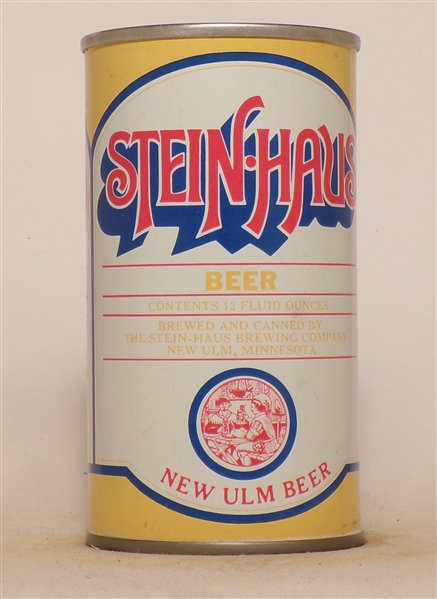 STEIN·HAUS
BEER
CONTENTS 12 FLUID OUNCES
BREWED AND CANNED BY
THE STEIN-HAUS BREWING COMPANY
NEW ULM, MINNESOTA
NEW ULM BEER